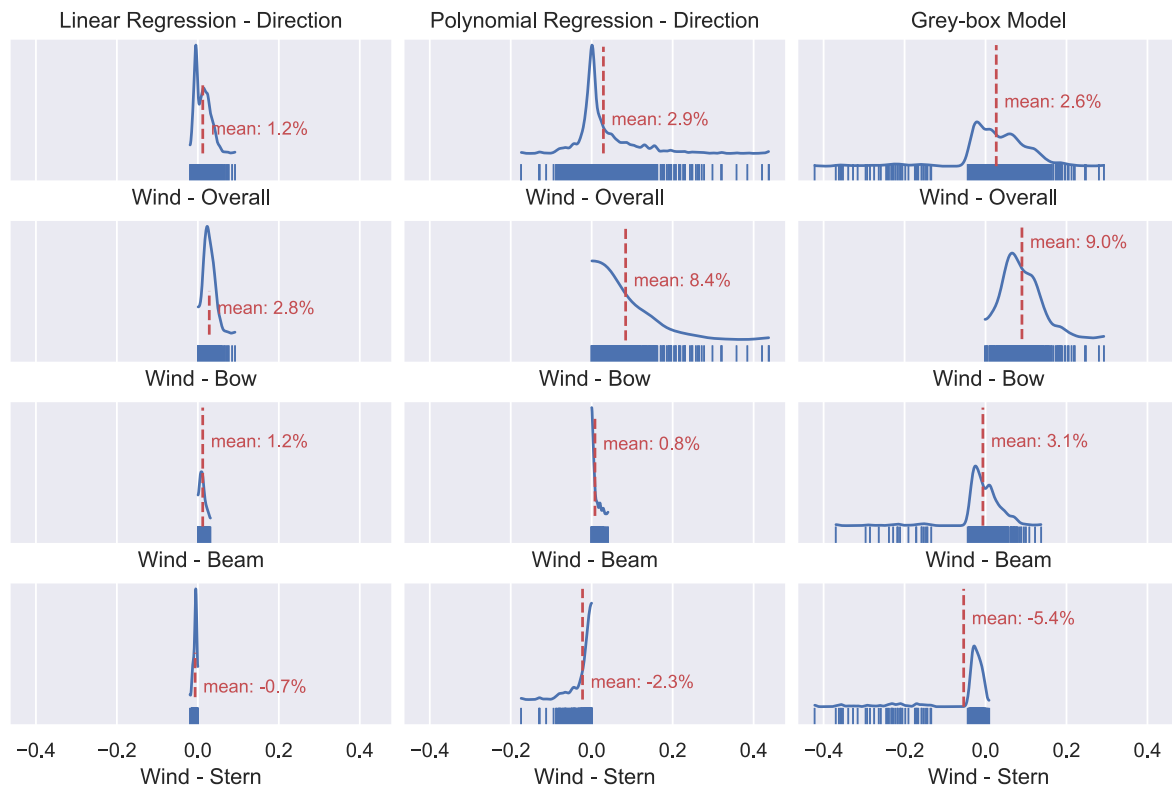 Linear Regression - Direction Polynomial Regression - Direction Grey-box Model
mean: 1.2% mean: 2.9% mean: 2.6%
Wind - Overall Wind - Overall Wind - Overall
mean: 2.8% mean: 8.4% mean: 9.0%
Wind - Bow Wind - Bow Wind - Bow
mean: 1.2% mean: 0.8% mean: 3.1%
Wind - Beam Wind - Beam Wind - Beam
mean: -0.7% mean: -2.3% mean: -5.4%
−0.4 −0.2 0.0 0.2 0.4 −0.4 −0.2 0.0 0.2 0.4 −0.4 −0.2 0.0 0.2 0.4
Wind - Stern Wind - Stern Wind - Stern